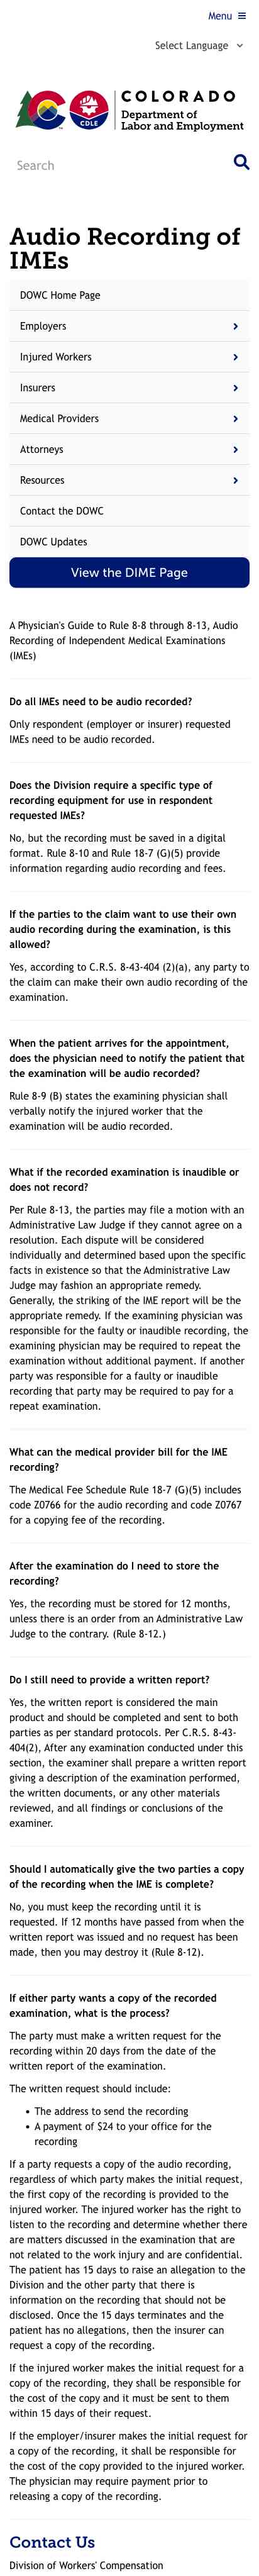 Menu
Select Language
CDLE
COLORADO
Department of
Labor and Employment
Search
Audio Recording of
IMEs
DOWC Home Page
Employers
Injured Workers
Insurers
Medical Providers
Attorneys
Resources
Contact the DOWC
DOWC Updates
View the DIME Page
A Physician's Guide to Rule 8-8 through 8-13, Audio
Recording of Independent Medical Examinations
(IMEs)
Do all IMEs need to be audio recorded?
Only respondent (employer or insurer) requested
IMEs need to be audio recorded.
Does the Division require a specific type of
recording equipment for use in respondent
requested IMEs?
No, but the recording must be saved in a digital
format. Rule 8-10 and Rule 18-7 (G)(5) provide
information regarding audio recording and fees.
If the parties to the claim want to use their own
audio recording during the examination, is this
allowed?
Yes, according to C.R.S. 8-43-404 (2)(a), any party to
the claim can make their own audio recording of the
examination.
When the patient arrives for the appointment,
does the physician need to notify the patient that
the examination will be audio recorded?
Rule 8-9 (B) states the examining physician shall
verbally notify the injured worker that the
examination will be audio recorded.
What if the recorded examination is inaudible or
does not record?
Per Rule 8-13, the parties may file a motion with an
Administrative Law Judge if they cannot agree on a
resolution. Each dispute will be considered
individually and determined based upon the specific
facts in existence so that the Administrative Law
Judge may fashion an appropriate remedy.
Generally, the striking of the IME report will be the
appropriate remedy. If the examining physician was
responsible for the faulty or inaudible recording, the
examining physician may be required to repeat the
examination without additional payment. If another
party was responsible for a faulty or inaudible
recording that party may be required to pay for a
repeat examination.
What can the medical provider bill for the IME
recording?
The Medical Fee Schedule Rule 18-7 (G)(5) includes
code Z0766 for the audio recording and code Z0767
for a copying fee of the recording.
After the examination do I need to store the
recording?
Yes, the recording must be stored for 12 months,
unless there is an order from an Administrative Law
Judge to the contrary. (Rule 8-12.)
Do I still need to provide a written report?
Yes, the written report is considered the main
product and should be completed and sent to both
parties as per standard protocols. Per C.R.S. 8-43-
404(2), After any examination conducted under this
section, the examiner shall prepare a written report
giving a description of the examination performed,
the written documents, or any other materials
reviewed, and all findings or conclusions of the
examiner.
Should I automatically give the two parties a copy
of the recording when the IME is complete?
No, you must keep the recording until it is
requested. If 12 months have passed from when the
written report was issued and no request has been
made, then you may destroy it (Rule 8-12).
If either party wants a copy of the recorded
examination, what is the process?
The party must make a written request for the
recording within 20 days from the date of the
written report of the examination.
The written request should include:
• The address to send the recording
• A payment of $24 to your office for the
recording
If a party requests a copy of the audio recording,
regardless of which party makes the initial request,
the first copy of the recording is provided to the
injured worker. The injured worker has the right to
listen to the recording and determine whether there
are matters discussed in the examination that are
not related to the work injury and are confidential.
The patient has 15 days to raise an allegation to the
Division and the other party that there is
information on the recording that should not be
disclosed. Once the 15 days terminates and the
patient has no allegations, then the insurer can
request a copy of the recording.
If the injured worker makes the initial request for a
copy of the recording, they shall be responsible for
the cost of the copy and it must be sent to them
within 15 days of their request.
If the employer/insurer makes the initial request for
a copy of the recording, it shall be responsible for
the cost of the copy provided to the injured worker.
The physician may require payment prior to
releasing a copy of the recording.
Contact Us
Division of Workers' Compensation